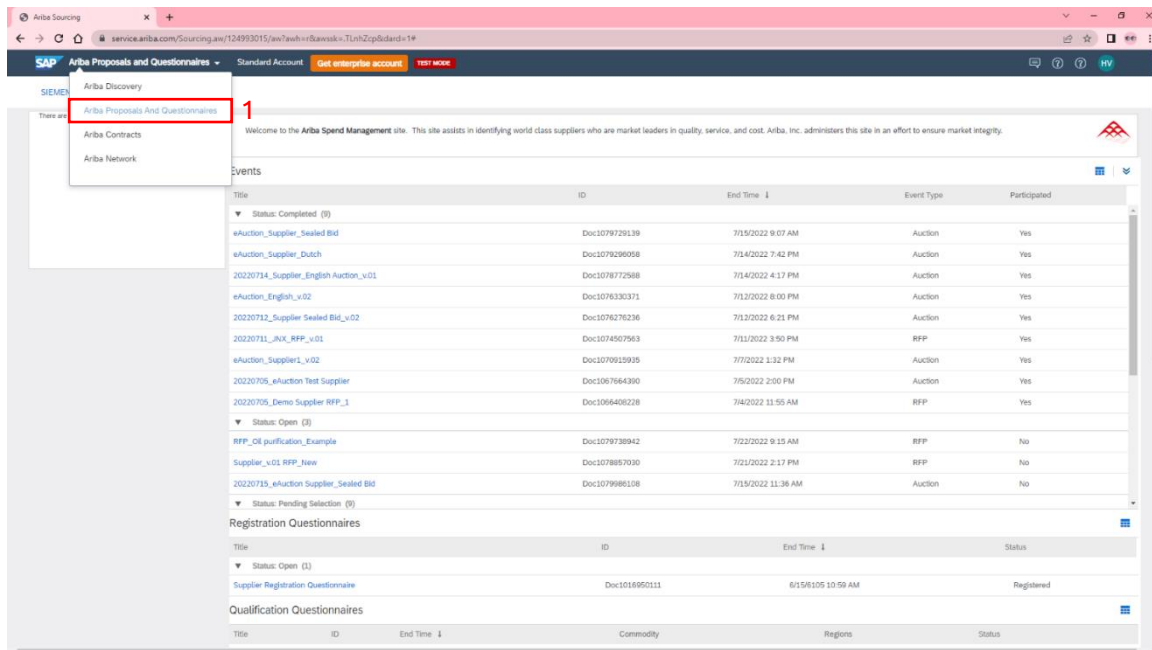 Ariba Sourcing
service.ariba.com/Sourcing.aw/124993015/aw?awh=r&awssk=.TLnhZcp&dard=1#
SAP Ariba Proposals and Questionnaires Standard Account Get enterprise account TEST MODE HV
SIEMEN
Ariba Discovery
Ariba Proposals And Questionnaires 1
Ariba Contracts
Ariba Network
There are
Welcome to the Ariba Spend Management site. This site assists in identifying world class suppliers who are market leaders in quality, service, and cost. Ariba, Inc. administers this site in an effort to ensure market integrity.
Events
Title ID End Time ↓ Event Type Participated
▼ Status: Completed (9)
eAuction_Supplier_Sealed Bid Doc1079729139 7/15/2022 9:07 AM Auction Yes
eAuction_Supplier_Dutch Doc1079296058 7/14/2022 7:42 PM Auction Yes
20220714_Supplier_English Auction_v.01 Doc1078772588 7/14/2022 4:17 PM Auction Yes
eAuction_English_v.02 Doc1076330371 7/12/2022 8:00 PM Auction Yes
20220712_Supplier Sealed Bid_v.02 Doc1076276236 7/12/2022 6:21 PM Auction Yes
20220711_JNX_RFP_v.01 Doc1074507563 7/11/2022 3:50 PM RFP Yes
eAuction_Supplier1_v.02 Doc1070915935 7/7/2022 1:32 PM Auction Yes
20220705_eAuction Test Supplier Doc1067664390 7/5/2022 2:00 PM Auction Yes
20220705_Demo Supplier RFP_1 Doc1066408228 7/4/2022 11:55 AM RFP Yes
▼ Status: Open (3)
RFP_Oil purification_Example Doc1079738942 7/22/2022 9:15 AM RFP No
Supplier_v.01 RFP_New Doc1078857030 7/21/2022 2:17 PM RFP No
20220715_eAuction Supplier_Sealed Bid Doc1079986108 7/15/2022 11:36 AM Auction No
▼ Status: Pending Selection (9)
Registration Questionnaires
Title ID End Time ↓ Status
▼ Status: Open (1)
Supplier Registration Questionnaire Doc1016950111 6/15/6105 10:59 AM Registered
Qualification Questionnaires
Title ID End Time ↓ Commodity Regions Status